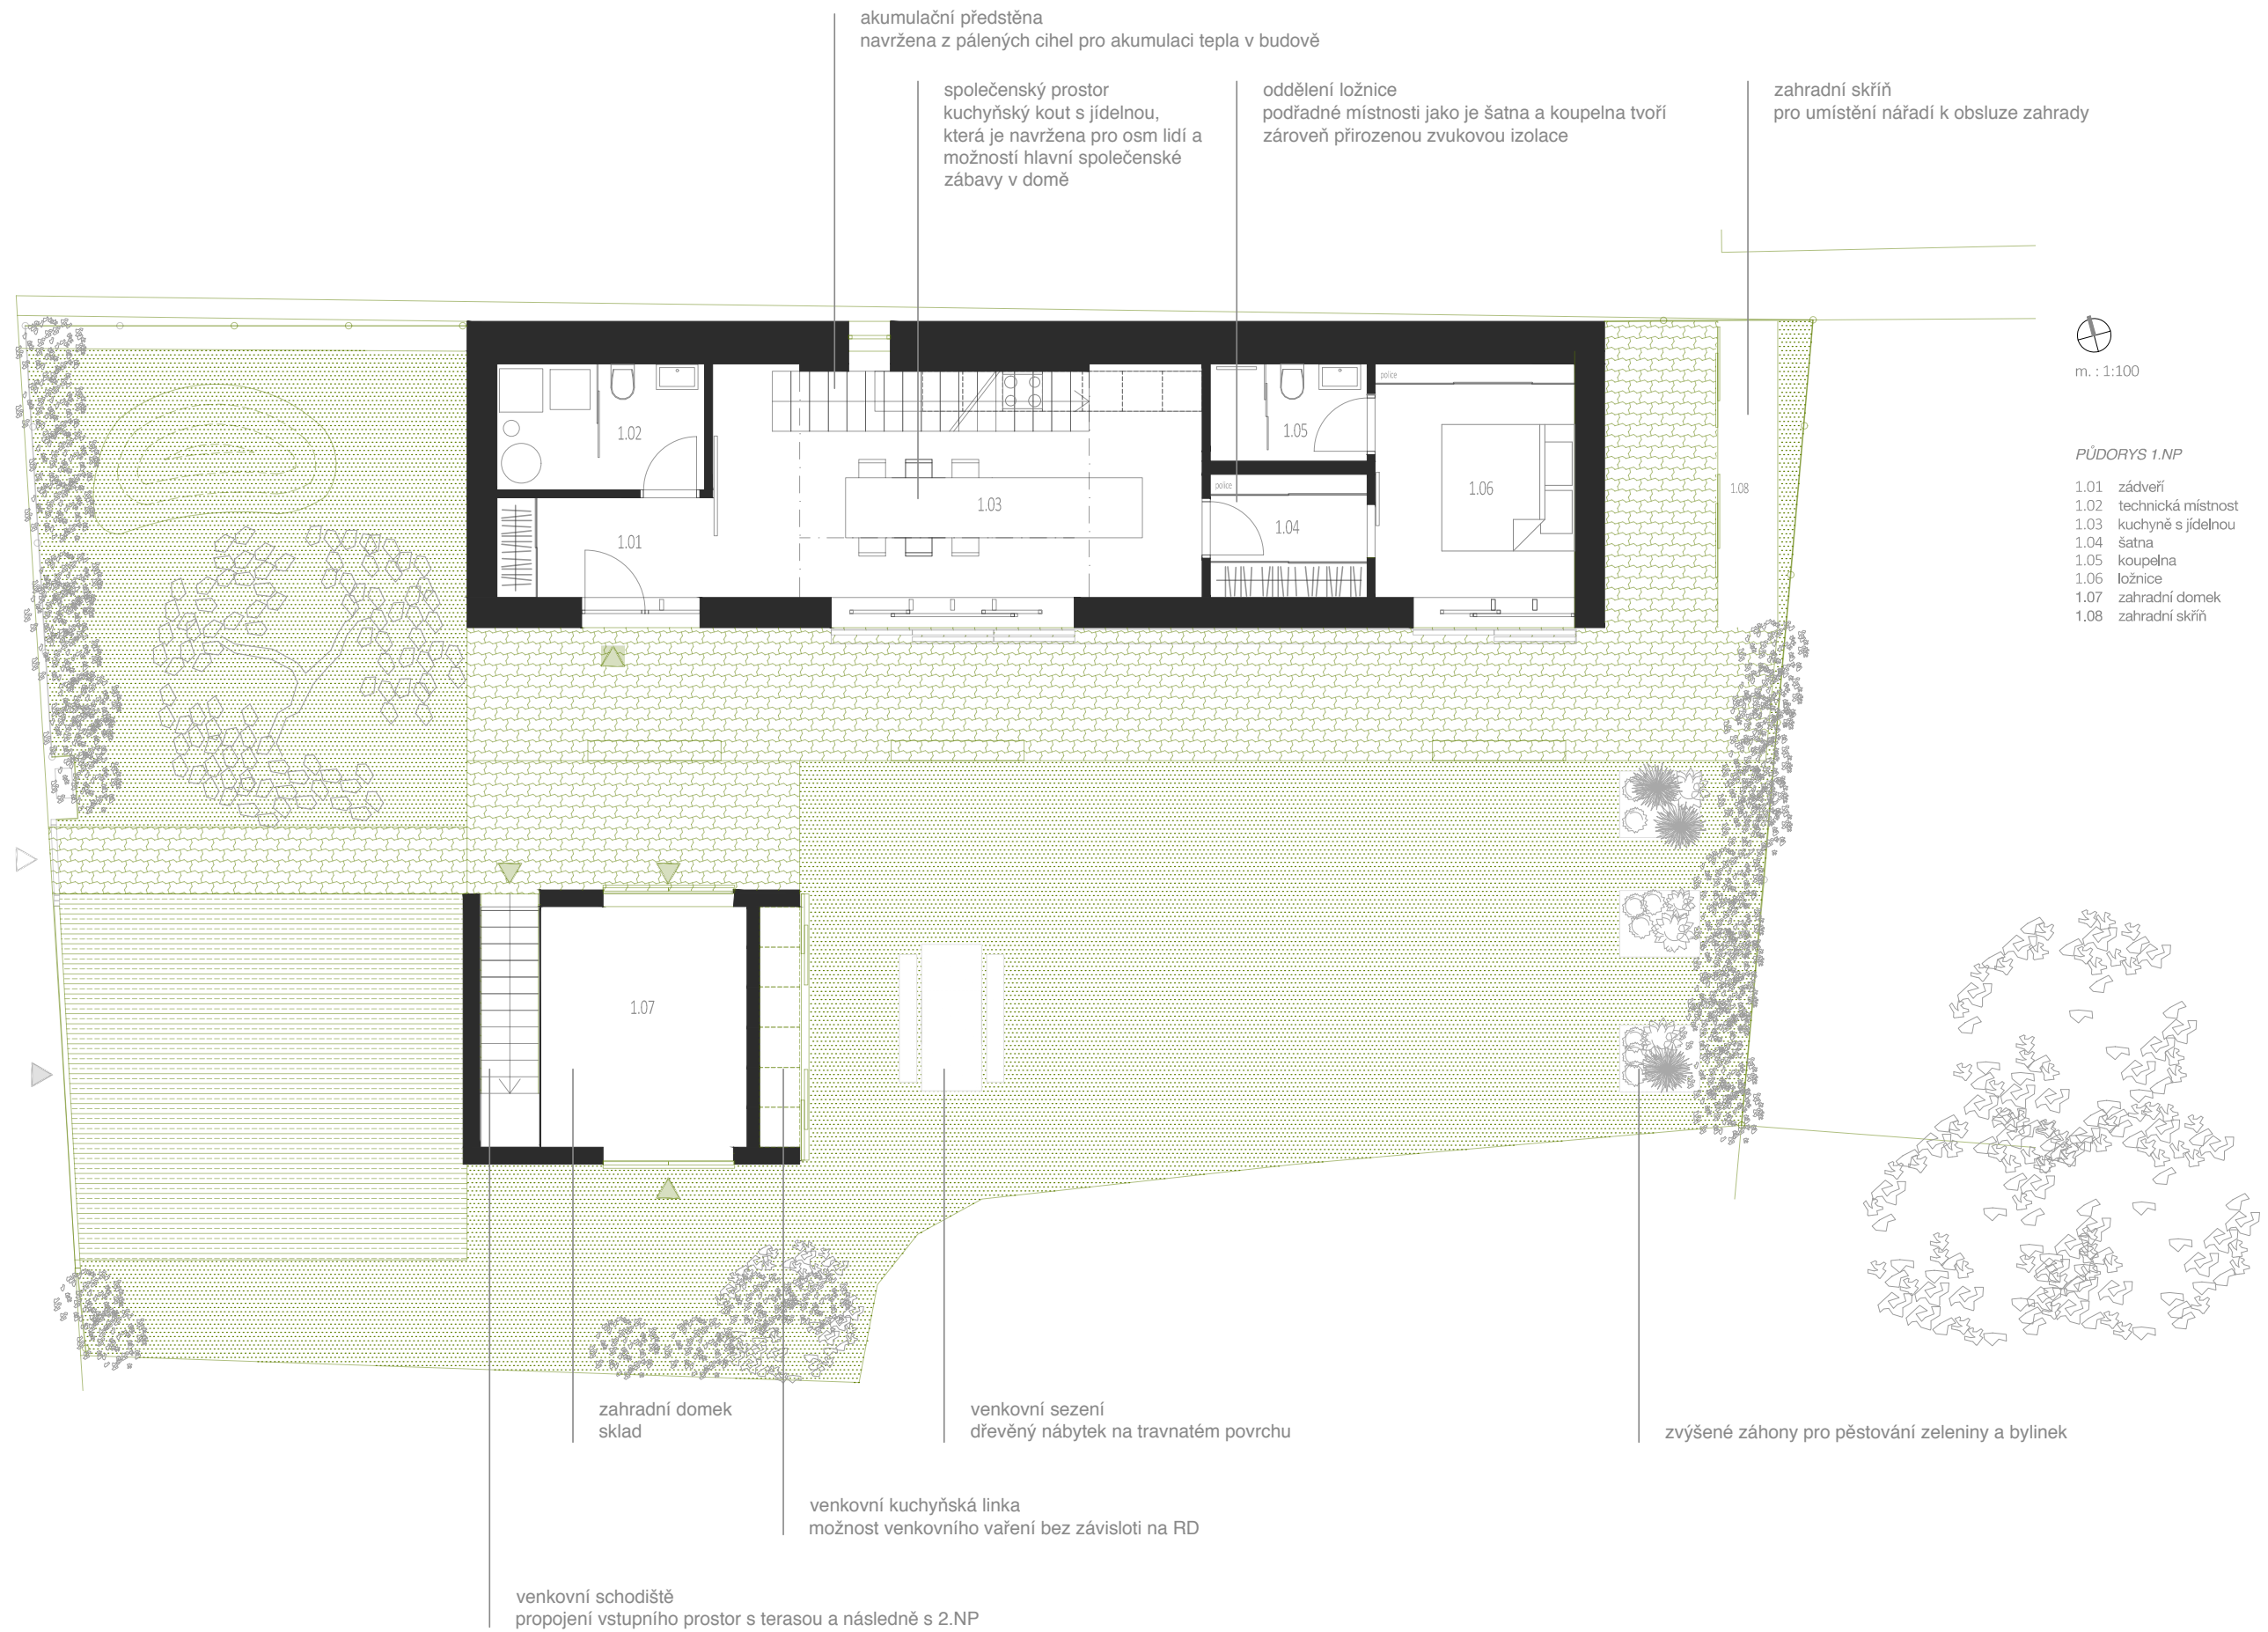 akumulační předstěna
navržena z pálených cihel pro akumulaci tepla v budově
společenský prostor
kuchyňský kout s jídelnou,
která je navržena pro osm lidí a
možností hlavní společenské
zábavy v domě
oddělení ložnice
podřadné místnosti jako je šatna a koupelna tvoří
zároveň přirozenou zvukovou izolace
zahradní skříň
pro umístění nářadí k obsluze zahrady
m. : 1:100
PŮDORYS 1.NP
1.01 zádveří
1.02 technická místnost
1.03 kuchyně s jídelnou
1.04 šatna
1.05 koupelna
1.06 ložnice
1.07 zahradní domek
1.08 zahradní skříň
police
1.02
1.05
1.06
police
1.08
1.03
1.04
1.01
1.07
zahradní domek
sklad
venkovní sezení
dřevěný nábytek na travnatém povrchu
zvýšené záhony pro pěstování zeleniny a bylinek
venkovní kuchyňská linka
možnost venkovního vaření bez závisloti na RD
venkovní schodiště
propojení vstupního prostor s terasou a následně s 2.NP